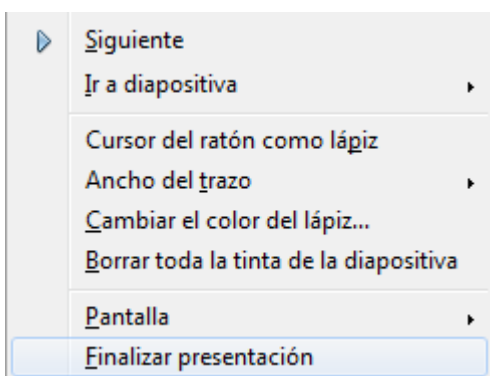 Siguiente
Ir a diapositiva
Cursor del ratón como lápiz
Ancho del trazo
Cambiar el color del lápiz...
Borrar toda la tinta de la diapositiva
Pantalla
Finalizar presentación